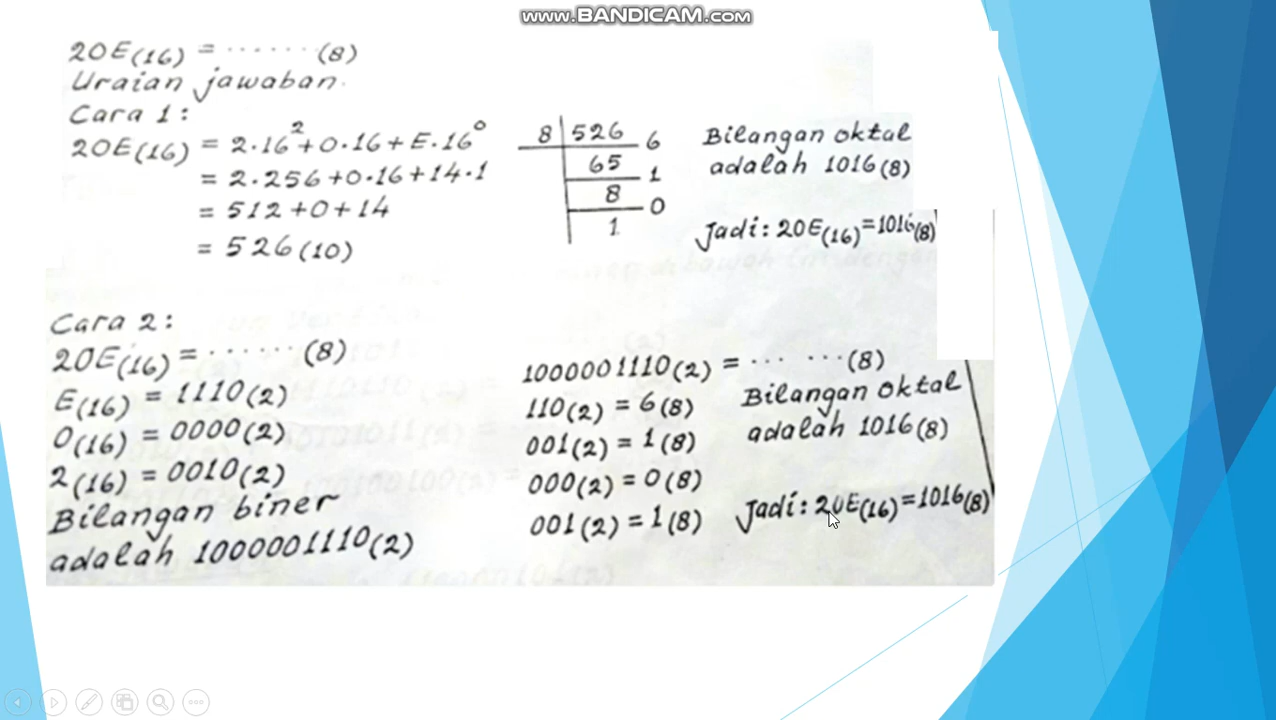 www.BANDICAM.com
20E(16) = ······· (8)
Uraian jawaban.
Cara 1:
20E(16) = 2·16² + 0·16 + E·16⁰
= 2·256 + 0·16 + 14·1
= 512 + 0 + 14
= 526 (10)
8 526 6
65 1
8 0
1
Bilangan oktal
adalah 1016 (8)
Jadi: 20E(16) = 1016(8)
Cara 2:
20E(16) = ······ (8)
E(16) = 1110(2)
0(16) = 0000(2)
2(16) = 0010(2)
Bilangan biner
adalah 1000001110(2)
1000001110(2) = ··· ···(8)
110(2) = 6(8)
001(2) = 1(8)
000(2) = 0(8)
001(2) = 1(8)
Bilangan oktal
adalah 1016(8)
Jadi: 20E(16) = 1016(8)